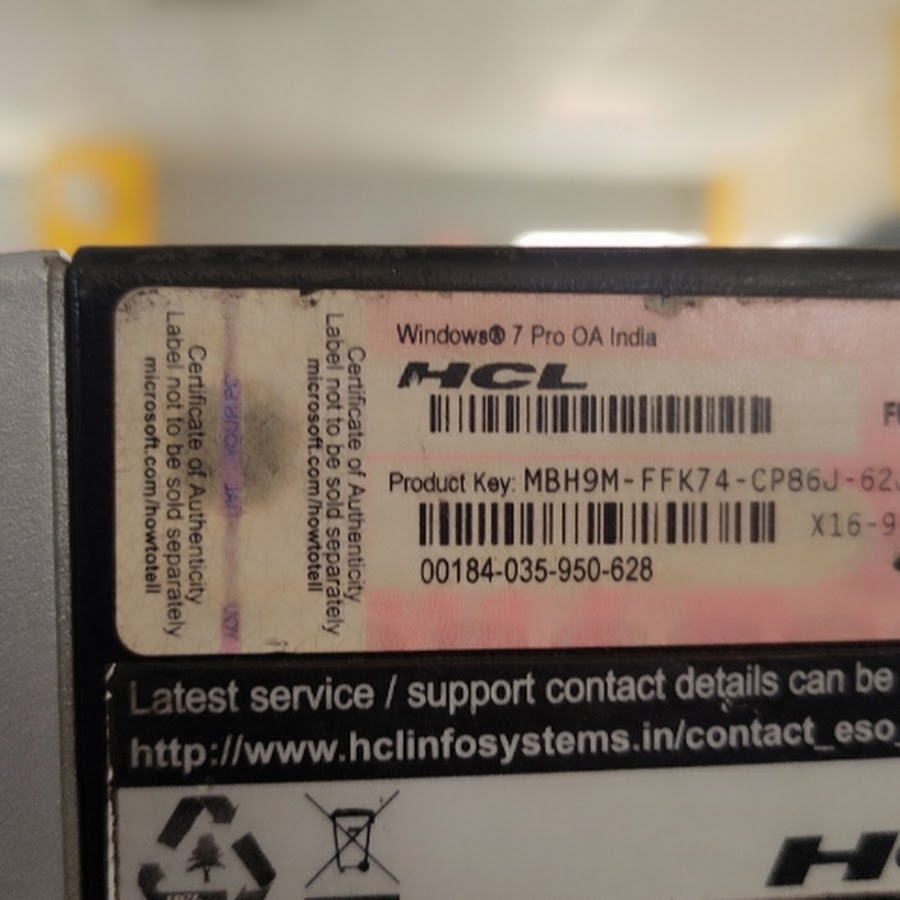 Certificate of Authenticity
Label not to be sold separately
microsoft.com/howtotell
Certificate of Authenticity
Label not to be sold separately
microsoft.com/howtotell
Windows® 7 Pro OA India
HCL
Product Key: MBH9M-FFK74-CP86J-62
X16-9
00184-035-950-628
Latest service / support contact details can be
http://www.hclinfosystems.in/contact_eso_